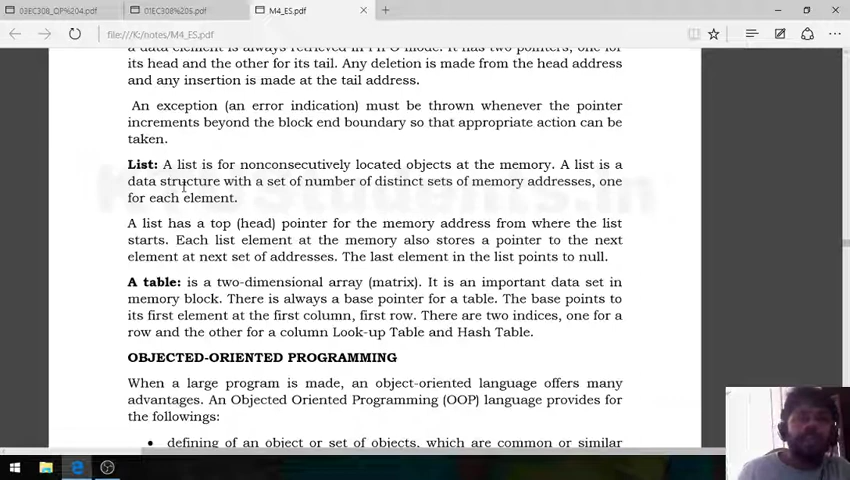 03EC308_QP%204.pdf
01EC308%206.pdf
M4_ES.pdf
file:///K:/notes/M4_ES.pdf
its head and the other for its tail. Any deletion is made from the head address
and any insertion is made at the tail address.
An exception (an error indication) must be thrown whenever the pointer
increments beyond the block end boundary so that appropriate action can be
taken.
List: A list is for nonconsecutively located objects at the memory. A list is a
data structure with a set of number of distinct sets of memory addresses, one
for each element.
A list has a top (head) pointer for the memory address from where the list
starts. Each list element at the memory also stores a pointer to the next
element at next set of addresses. The last element in the list points to null.
A table: is a two-dimensional array (matrix). It is an important data set in
memory block. There is always a base pointer for a table. The base points to
its first element at the first column, first row. There are two indices, one for a
row and the other for a column Look-up Table and Hash Table.
OBJECTED-ORIENTED PROGRAMMING
When a large program is made, an object-oriented language offers many
advantages. An Objected Oriented Programming (OOP) language provides for
the followings:
• defining of an object or set of objects, which are common or similar